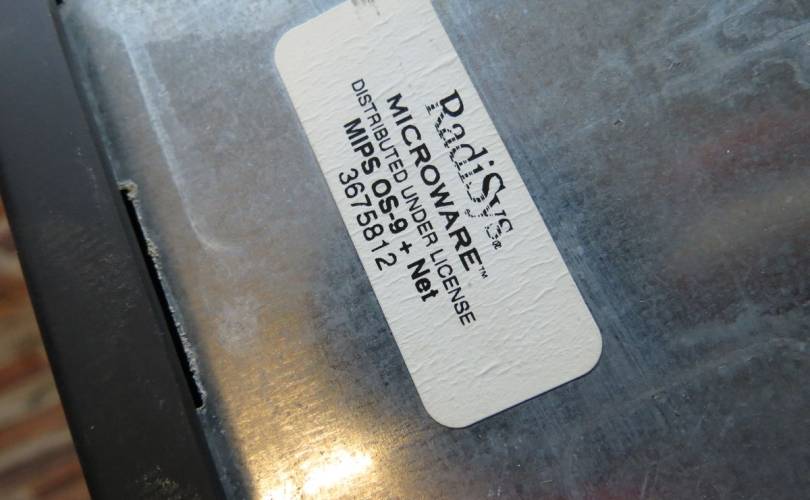 RadiSys®
MICROWARE™
DISTRIBUTED UNDER LICENSE
MIPS OS-9 + Net
3675812